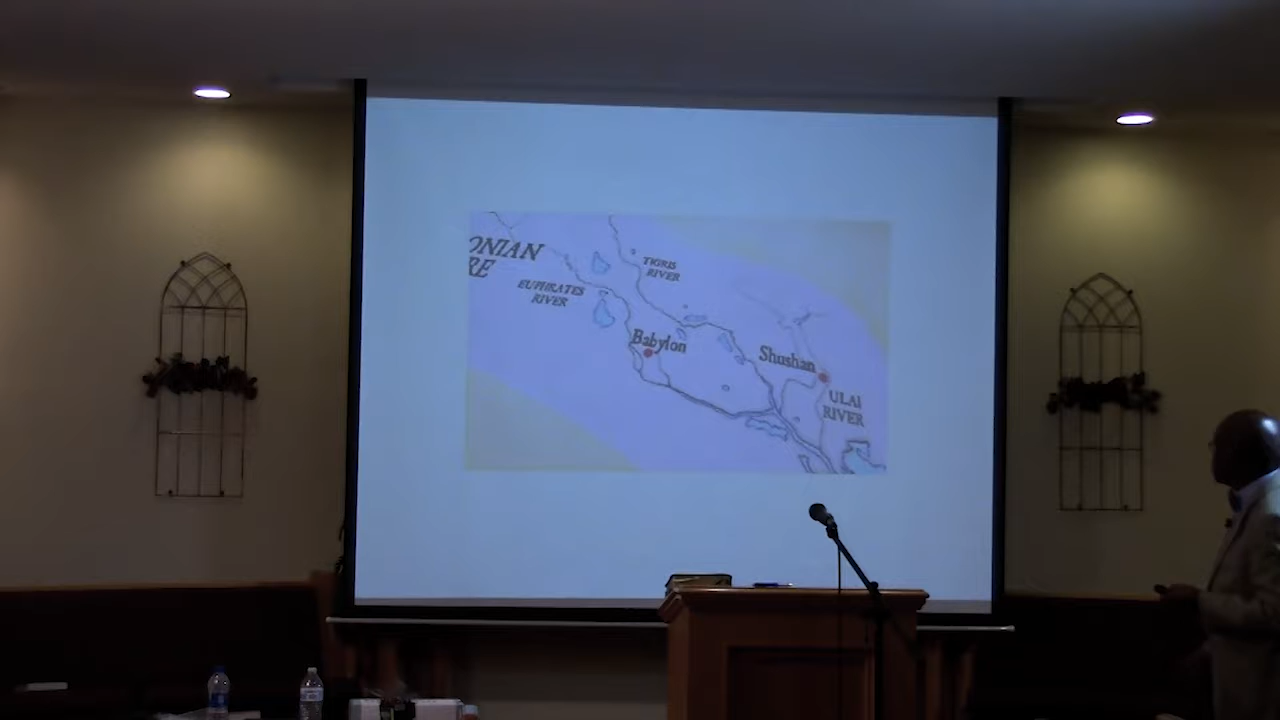 ONIAN
RE
EUPHRATES
RIVER
TIGRIS
RIVER
Babylon
Shushan
ULAI
RIVER